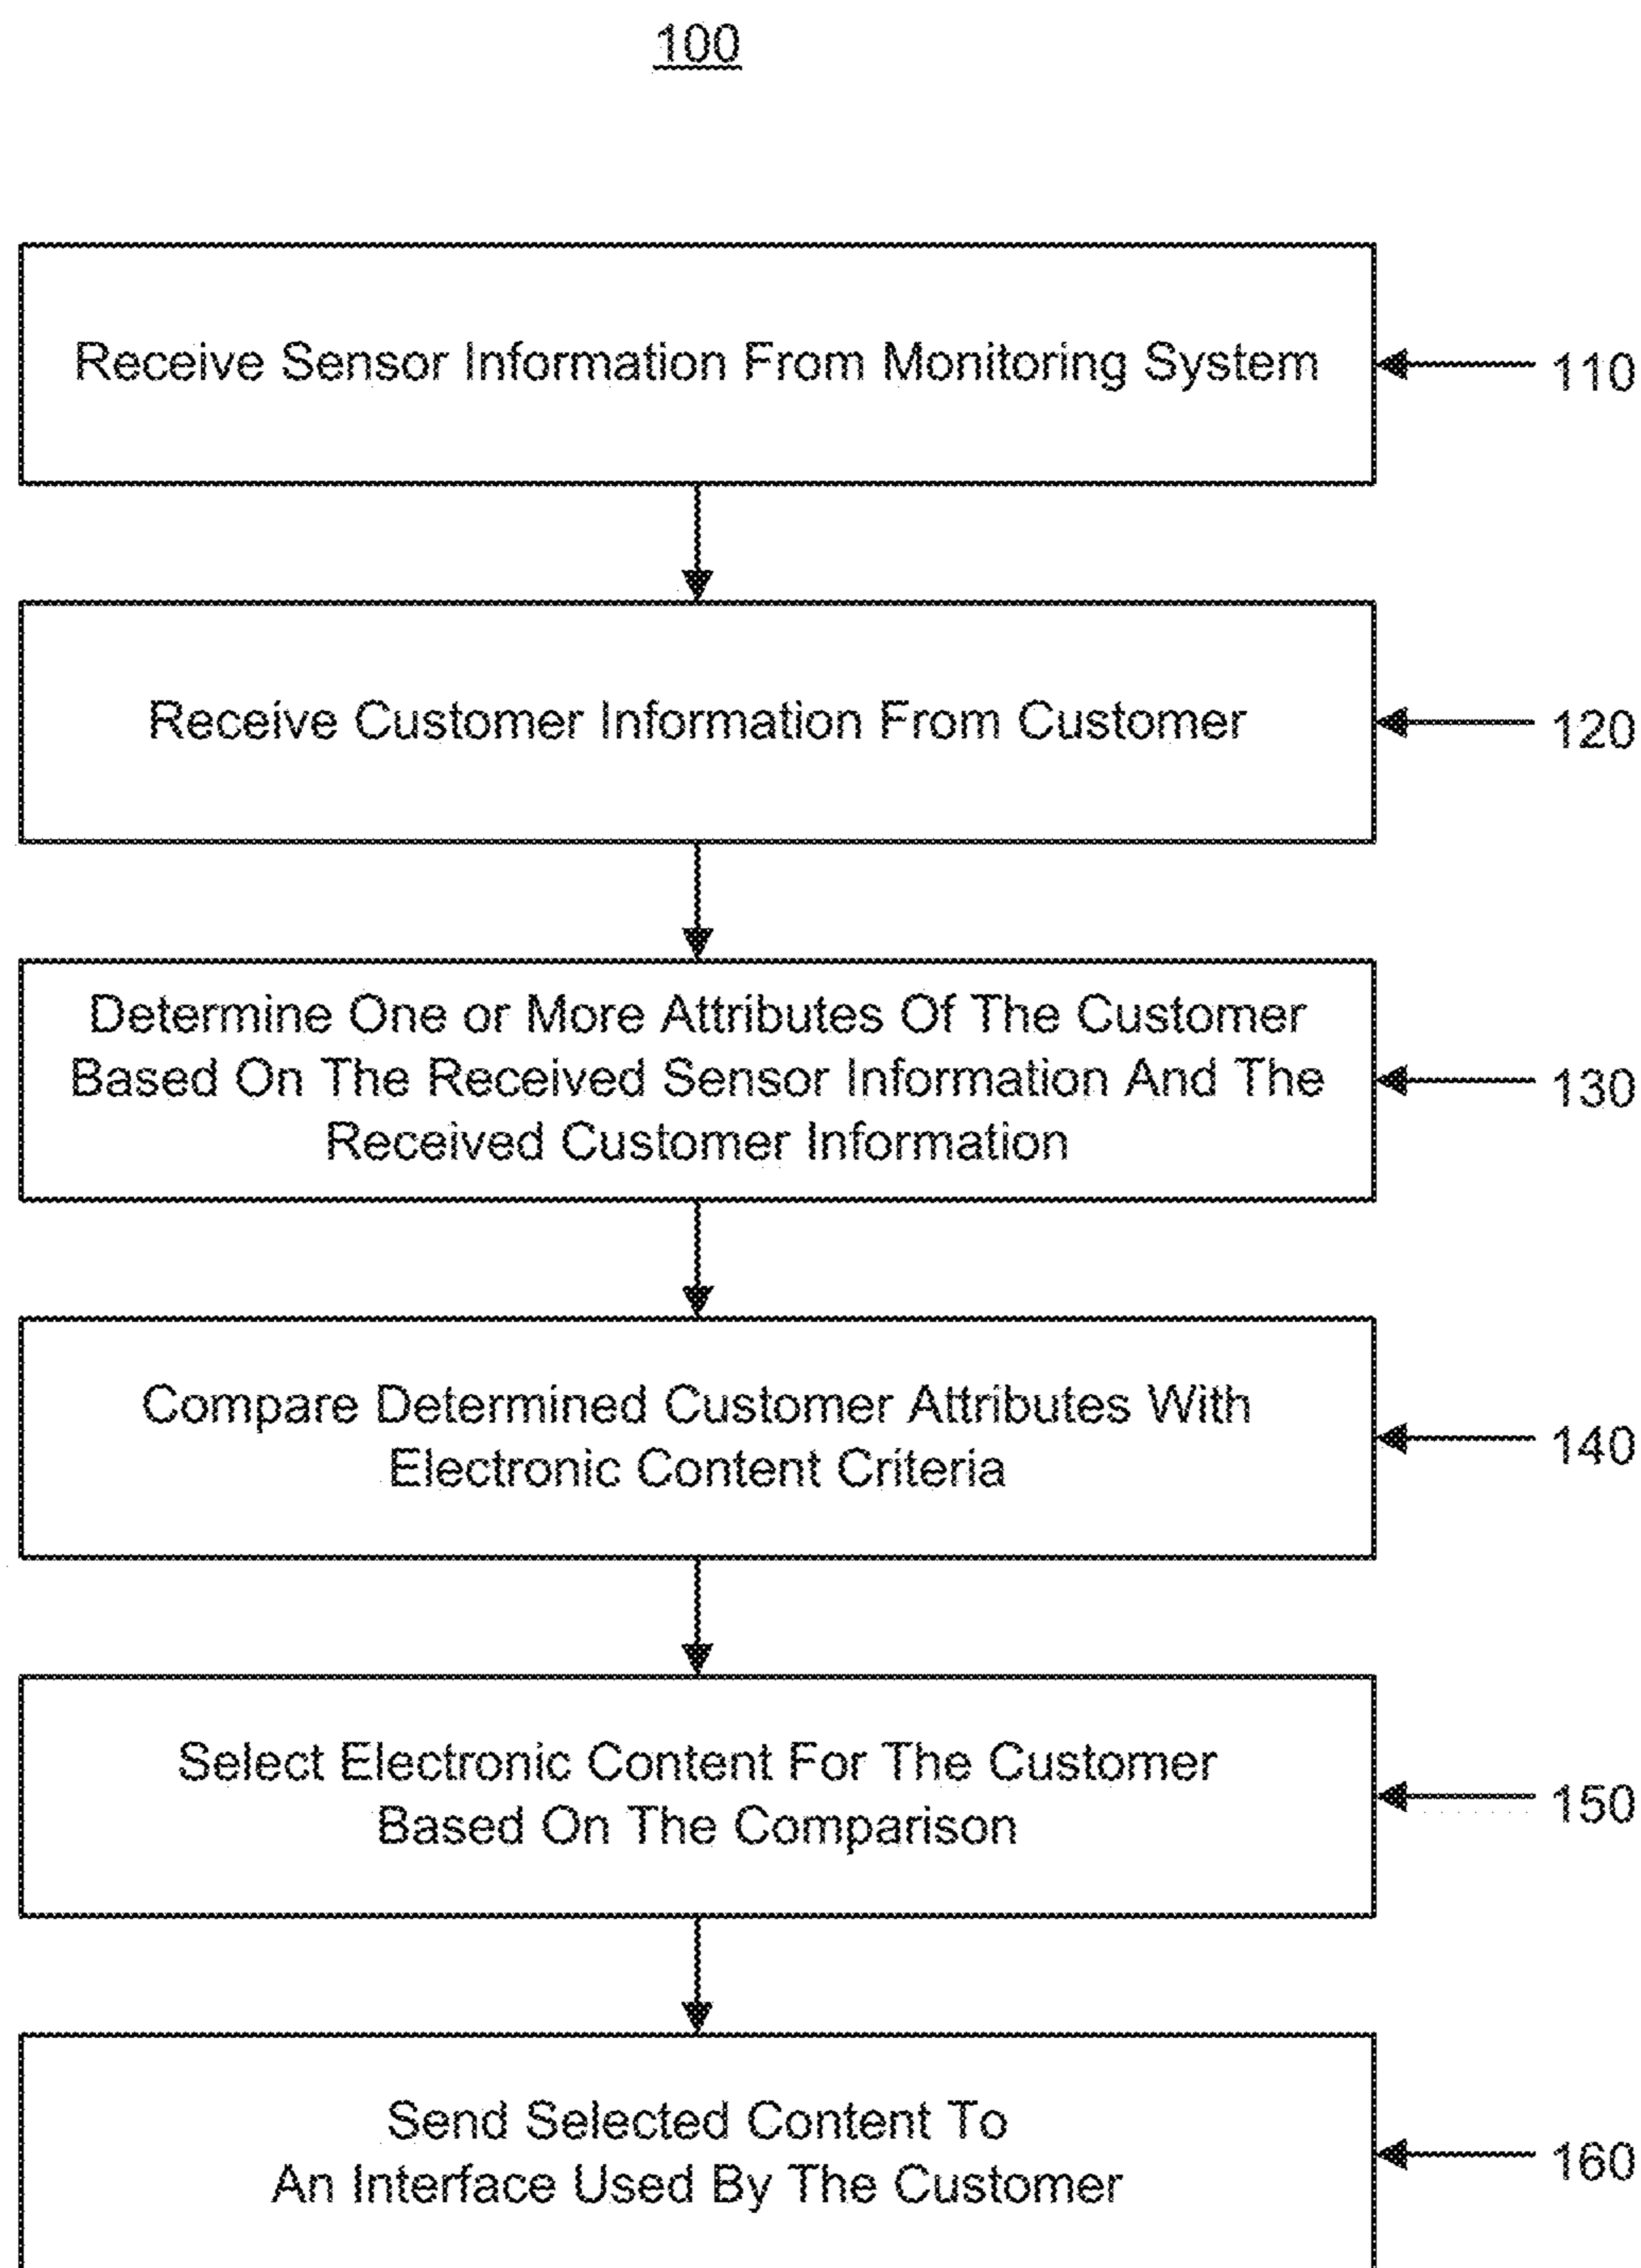 100
Receive Sensor Information From Monitoring System
110
Receive Customer Information From Customer
120
Determine One or More Attributes Of The Customer
Based On The Received Sensor Information And The
Received Customer Information
130
Compare Determined Customer Attributes With
Electronic Content Criteria
140
Select Electronic Content For The Customer
Based On The Comparison
150
Send Selected Content To
An Interface Used By The Customer
160